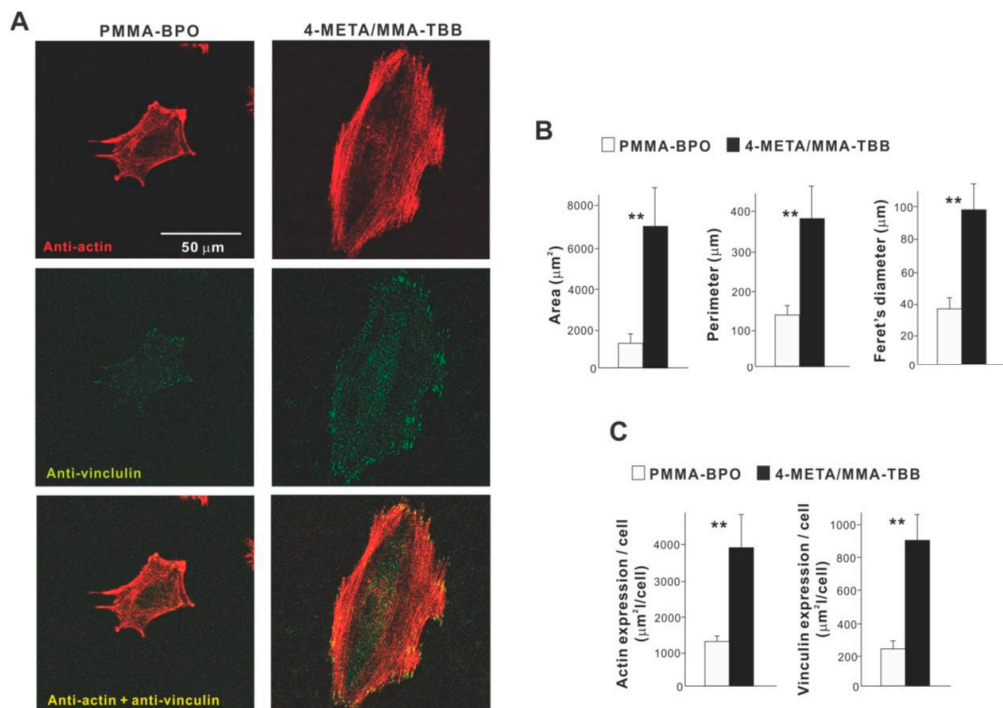 A
PMMA-BPO
4-META/MMA-TBB
Anti-actin
50 μm
Anti-vinclulin
Anti-actin + anti-vinculin
B
PMMA-BPO 4-META/MMA-TBB
Area (μm²)
8000
6000
4000
2000
0
**
Perimeter (μm)
400
300
200
100
0
**
Feret's diameter (μm)
100
80
60
40
20
0
**
C
PMMA-BPO 4-META/MMA-TBB
Actin expression / cell
(μm²l/cell)
4000
3000
2000
1000
0
**
Vinculin expression / cell
(μm²l/cell)
1000
800
600
400
200
0
**